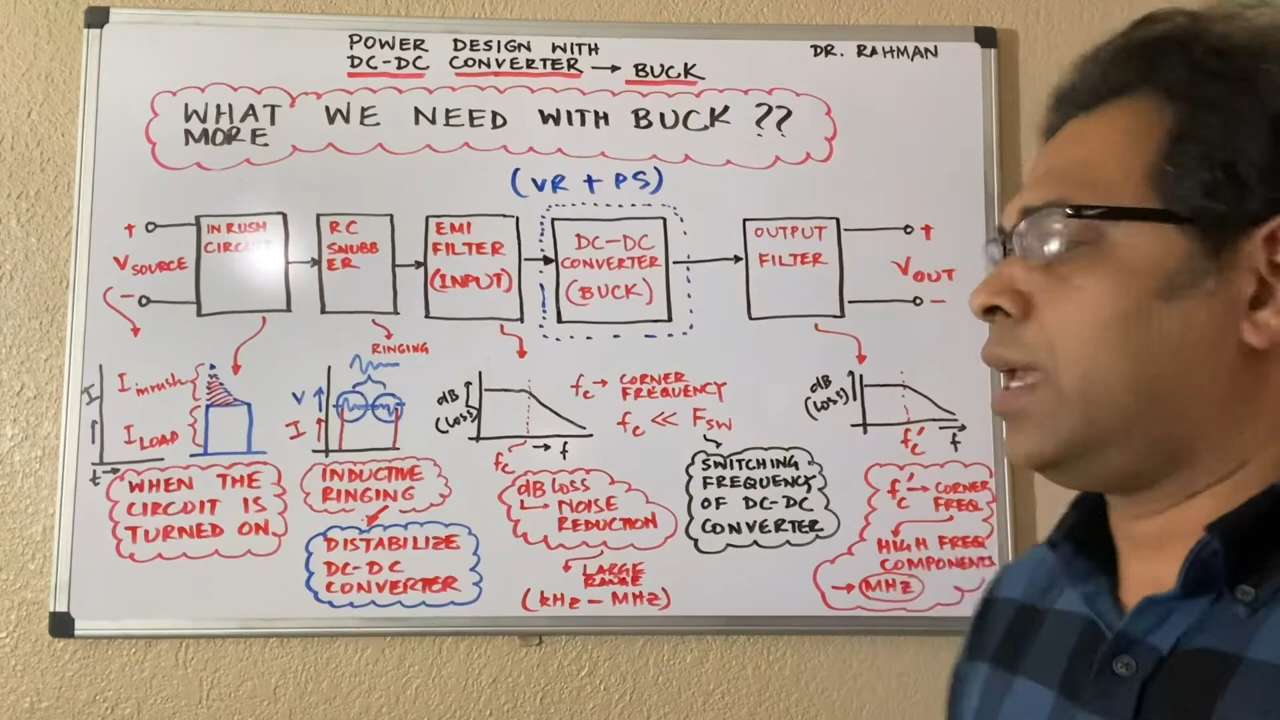 POWER DESIGN WITH
DC-DC CONVERTER → BUCK
DR. RAHMAN
WHAT WE NEED WITH BUCK ??
MORE
(VR + PS)
+
VSOURCE
-
INRUSH
CIRCUIT
RC
SNUBB
ER
EMI
FILTER
(INPUT)
DC-DC
CONVERTER
(BUCK)
OUTPUT
FILTER
+
VOUT
-
I
Iinrush
ILOAD
t
WHEN THE
CIRCUIT IS
TURNED ON
RINGING
V
I
INDUCTIVE
RINGING
DISTABILIZE
DC-DC
CONVERTER
dB
(LOSS)
fc
→ f
fc → CORNER
FREQUENCY
fc << FSW
dB LOSS
NOISE
REDUCTION
LARGE
RANGE
(kHz - MHz)
SWITCHING
FREQUENCY
OF DC-DC
CONVERTER
dB
(LOSS)
fc'
f
fc' → CORNER
FREQ.
HIGH FREQ
COMPONENTS
→ MHz